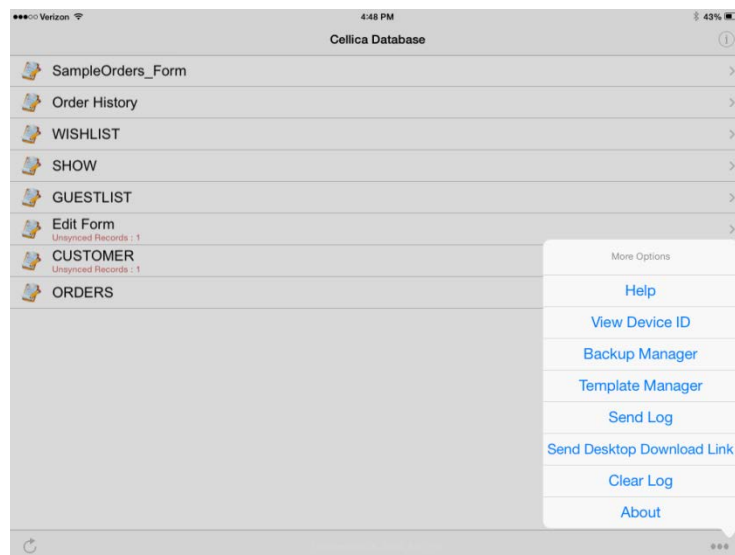 Verizon 4:48 PM 43%
Cellica Database
SampleOrders_Form
Order History
WISHLIST
SHOW
GUESTLIST
Edit Form
Unsynced Records : 1
CUSTOMER
Unsynced Records : 1
ORDERS
More Options
Help
View Device ID
Backup Manager
Template Manager
Send Log
Send Desktop Download Link
Clear Log
About